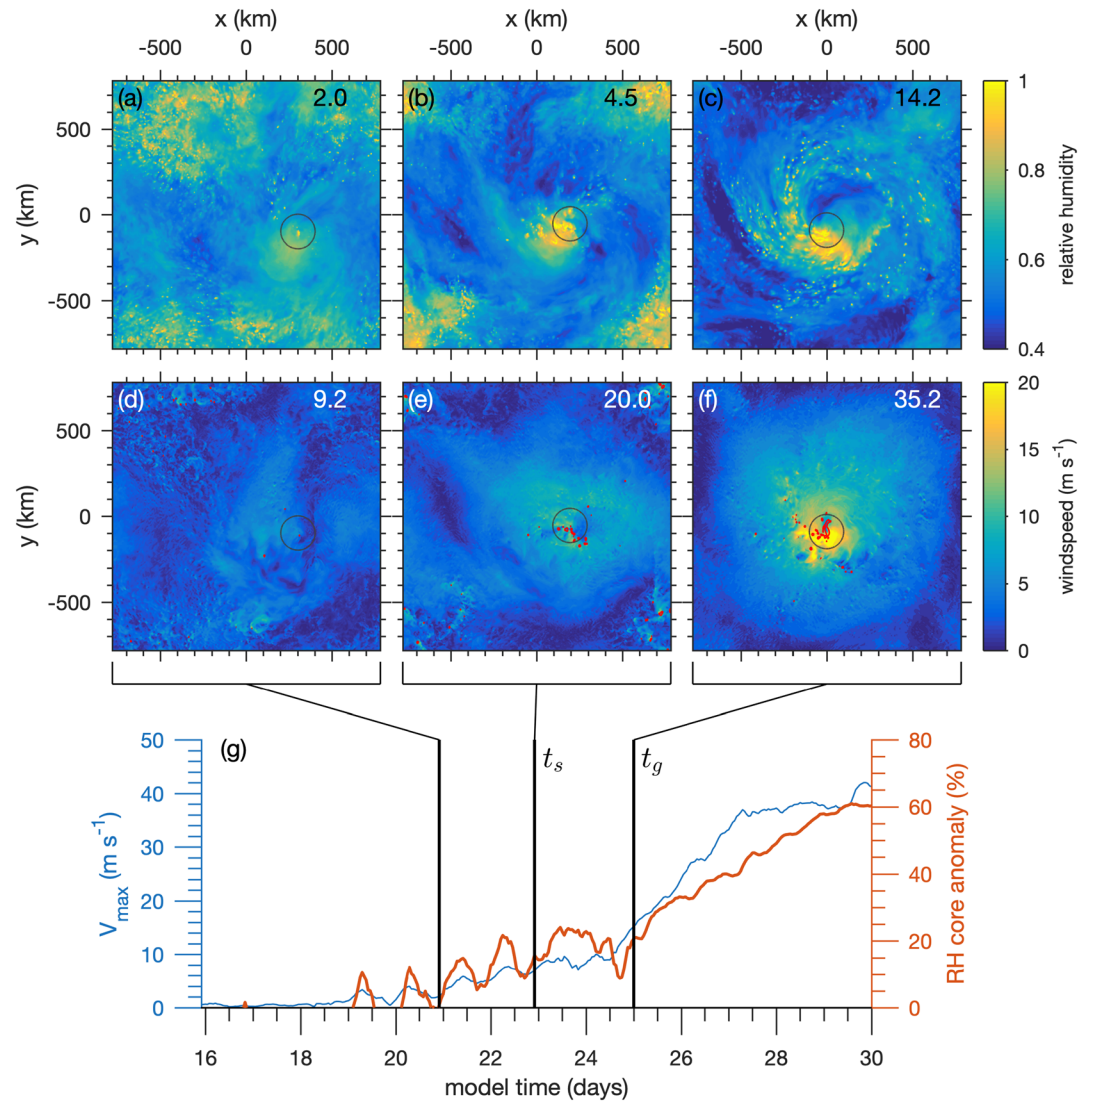 x (km) x (km) x (km)
-500 0 500 -500 0 500 -500 0 500
(a) 2.0 (b) 4.5 (c) 14.2 1
500
0.8
y (km) 0 relative humidity
0.6
-500
0.4
(d) 9.2 (e) 20.0 (f) 35.2 20
500
15
y (km) 0 10 windspeed (m s-1)
5
-500
0
50 (g) ts tg 80
40
60
30
Vmax (m s-1) 40 RH core anomaly (%)
20
20
10
0 0
16 18 20 22 24 26 28 30
model time (days)